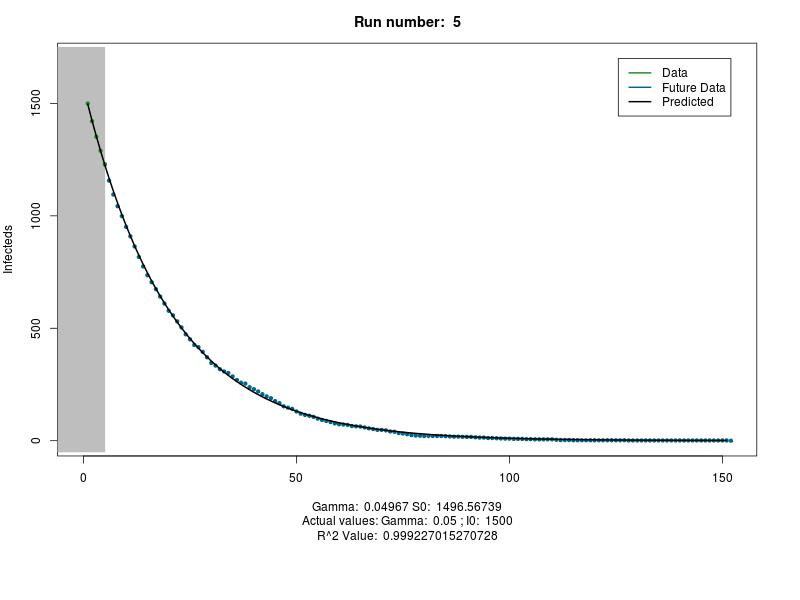 Run number:  5
Data
Future Data
Predicted
Infecteds
1500
1000
500
0
0 50 100 150
Gamma:  0.04967 S0:  1496.56739
Actual values: Gamma:  0.05 ; I0:  1500
R^2 Value:  0.999227015270728